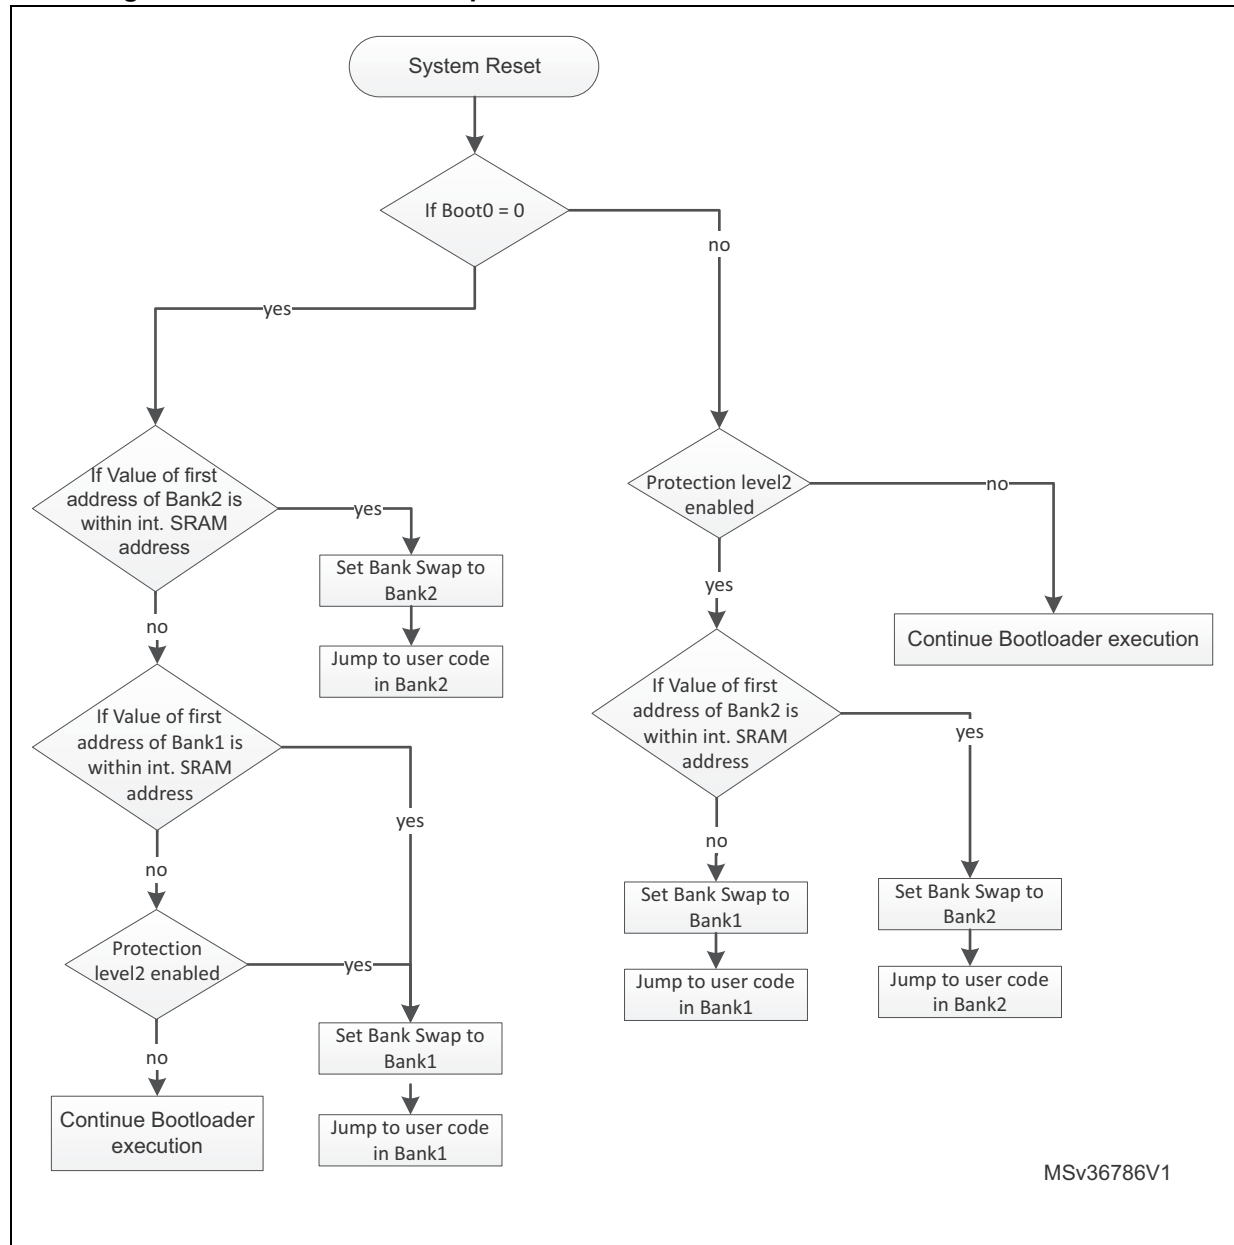 System Reset
If Boot0 = 0
no
yes
If Value of first
address of Bank2 is
within int. SRAM
address
yes
Set Bank Swap to
Bank2
Jump to user code
in Bank2
no
If Value of first
address of Bank1 is
within int. SRAM
address
yes
no
Protection
level2 enabled
yes
Set Bank Swap to
Bank1
Jump to user code
in Bank1
no
Continue Bootloader
execution
Protection level2
enabled
no
Continue Bootloader execution
yes
If Value of first
address of Bank2 is
within int. SRAM
address
yes
no
Set Bank Swap to
Bank1
Jump to user code
in Bank1
Set Bank Swap to
Bank2
Jump to user code
in Bank2
MSv36786V1